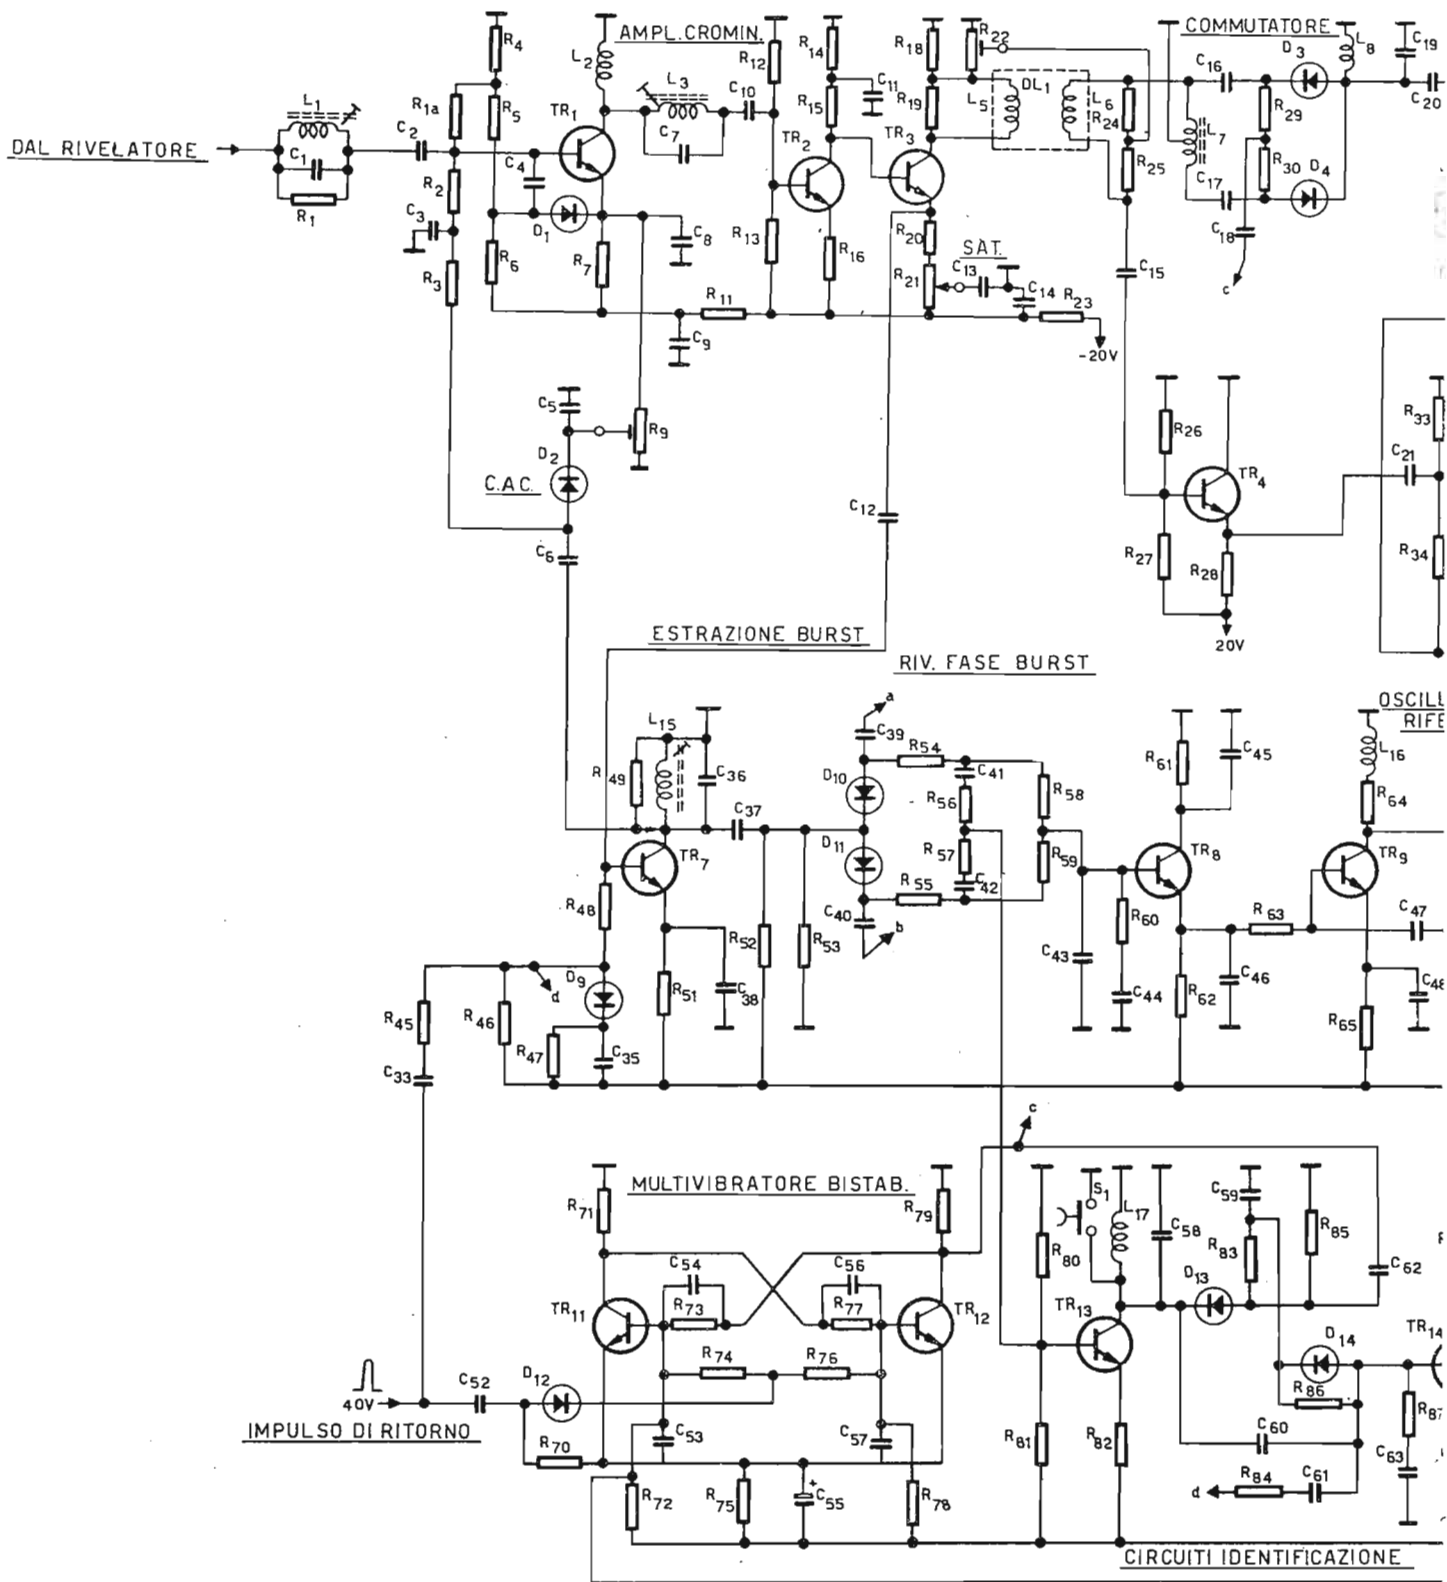 AMPL.CROMIN.
COMMUTATORE
R4
L2
R12
R14
R18
R22
D3
L8
C19
L1
R1a
R5
TR1
L3
C10
C11
R15
R19
DL1
C16
C20
DAL RIVELATORE
C1
C2
C4
C7
TR2
TR3
L5
L6
R24
L7
R29
R1
R2
D1
R25
R30
D4
C17
C3
C8
R13
R16
R20
SAT.
C18
R3
R6
R7
R21
C13
C14
R23
C15
c
R11
C9
-20V
C5
R9
R26
R33
D2
C.A.C.
C21
TR4
C12
C6
R27
R28
R34
20V
ESTRAZIONE BURST
RIV. FASE BURST
a
OSCILL
RIFE
L15
C39
R54
R61
C45
L16
R49
C36
D10
C41
R58
R64
R56
C37
D11
R57
R59
TR7
C42
R55
TR8
TR9
R48
C40
b
R60
R63
C47
R52
R53
C43
C46
D9
d
R51
C38
C44
R62
C48
R45
R46
R47
C35
R65
C33
c
MULTIVIBRATORE BISTAB.
R71
R79
S1
L17
C59
C58
R85
R80
R83
C54
C56
C62
TR11
R73
R77
TR12
TR13
D13
R74
R76
D14
TR14
40V
C52
D12
R86
R87
IMPULSO DI RITORNO
C53
C57
R81
R82
C60
C63
R70
R72
R75
+
C55
R78
d
R84
C61
CIRCUITI IDENTIFICAZIONE